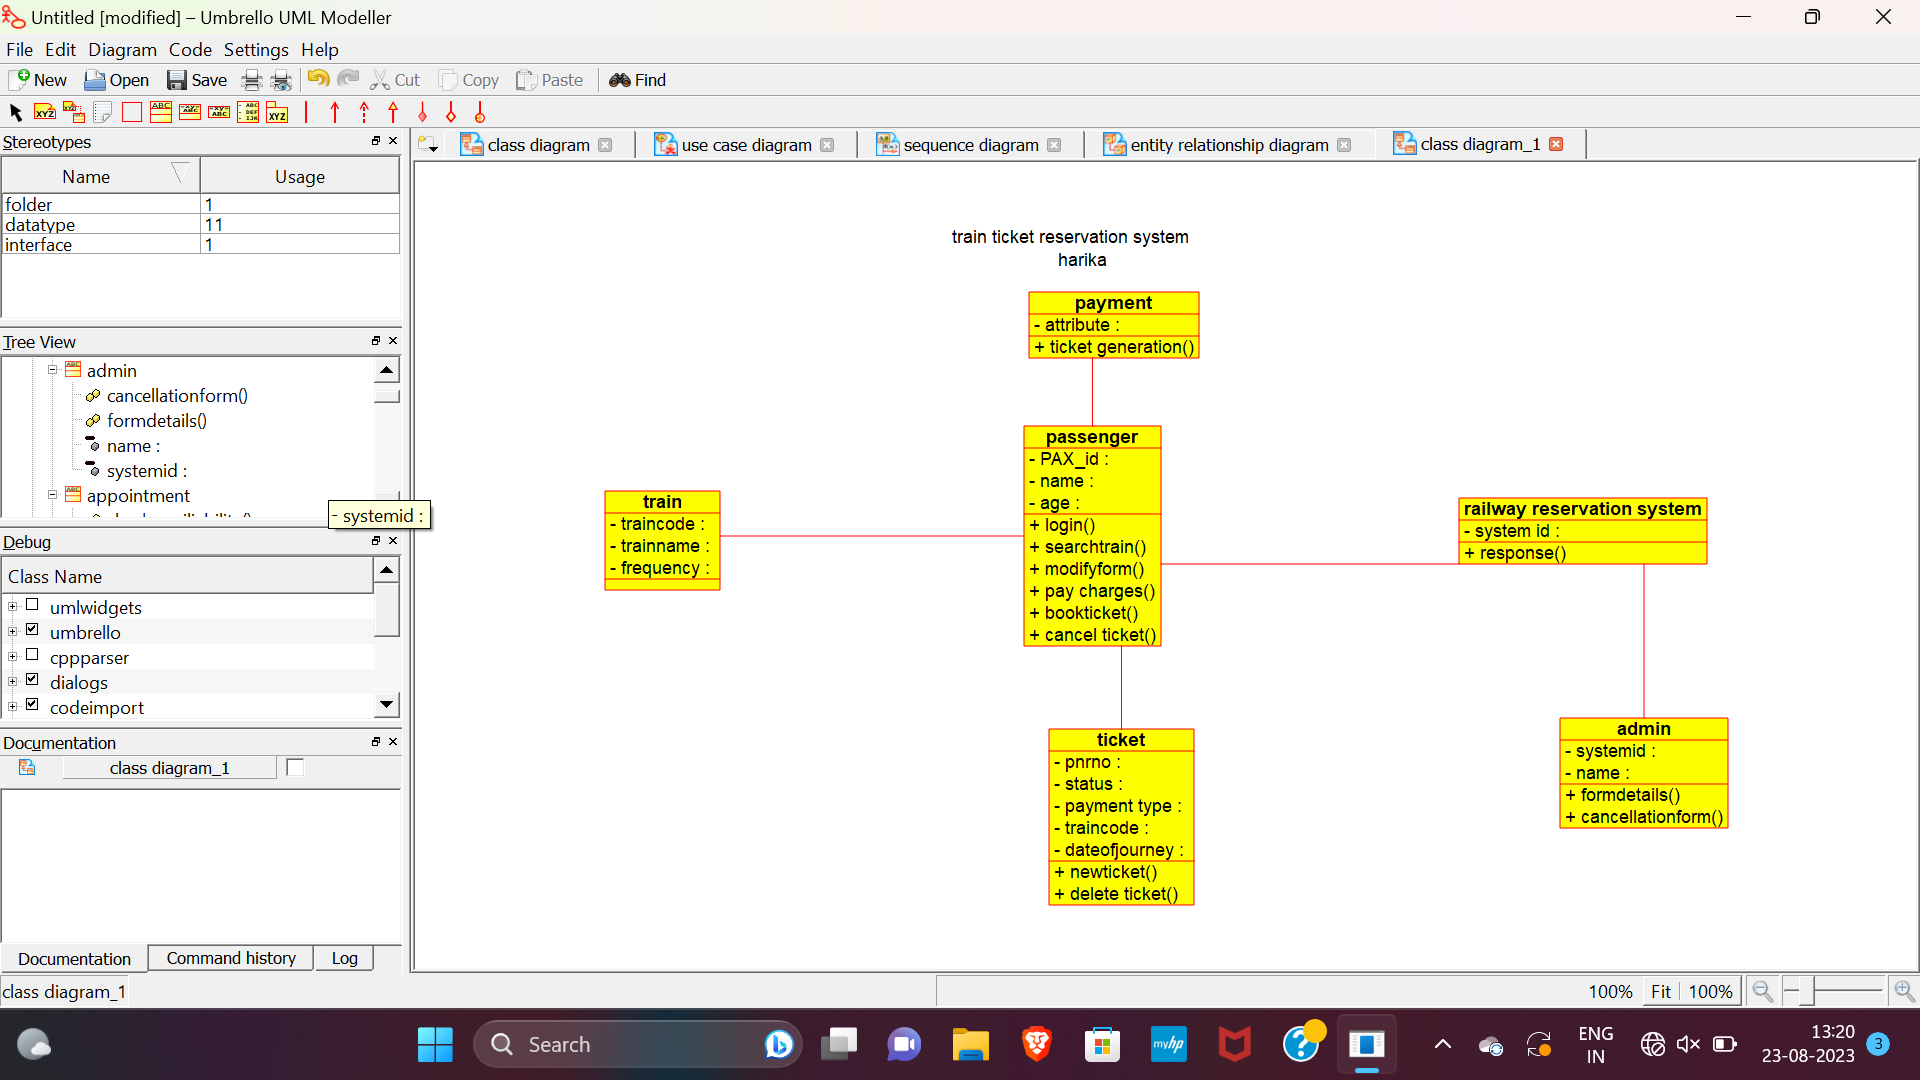 Untitled [modified] – Umbrello UML Modeller
File Edit Diagram Code Settings Help
New Open Save Cut Copy Paste Find
Stereotypes
Name Usage
folder 1
datatype 11
interface 1
Tree View
admin
cancellationform()
formdetails()
name :
systemid :
appointment
- systemid :
Debug
Class Name
umlwidgets
umbrello
cppparser
dialogs
codeimport
Documentation
class diagram_1
Documentation Command history Log
class diagram use case diagram sequence diagram entity relationship diagram class diagram_1
train ticket reservation system
harika
payment
- attribute :
+ ticket generation()
passenger
- PAX_id :
- name :
- age :
+ login()
+ searchtrain()
+ modifyform()
+ pay charges()
+ bookticket()
+ cancel ticket()
train
- traincode :
- trainname :
- frequency :
railway reservation system
- system id :
+ response()
ticket
- pnrno :
- status :
- payment type :
- traincode :
- dateofjourney :
+ newticket()
+ delete ticket()
admin
- systemid :
- name :
+ formdetails()
+ cancellationform()
class diagram_1 100% Fit 100%
Search
myhp
ENG
IN
13:20
23-08-2023
3